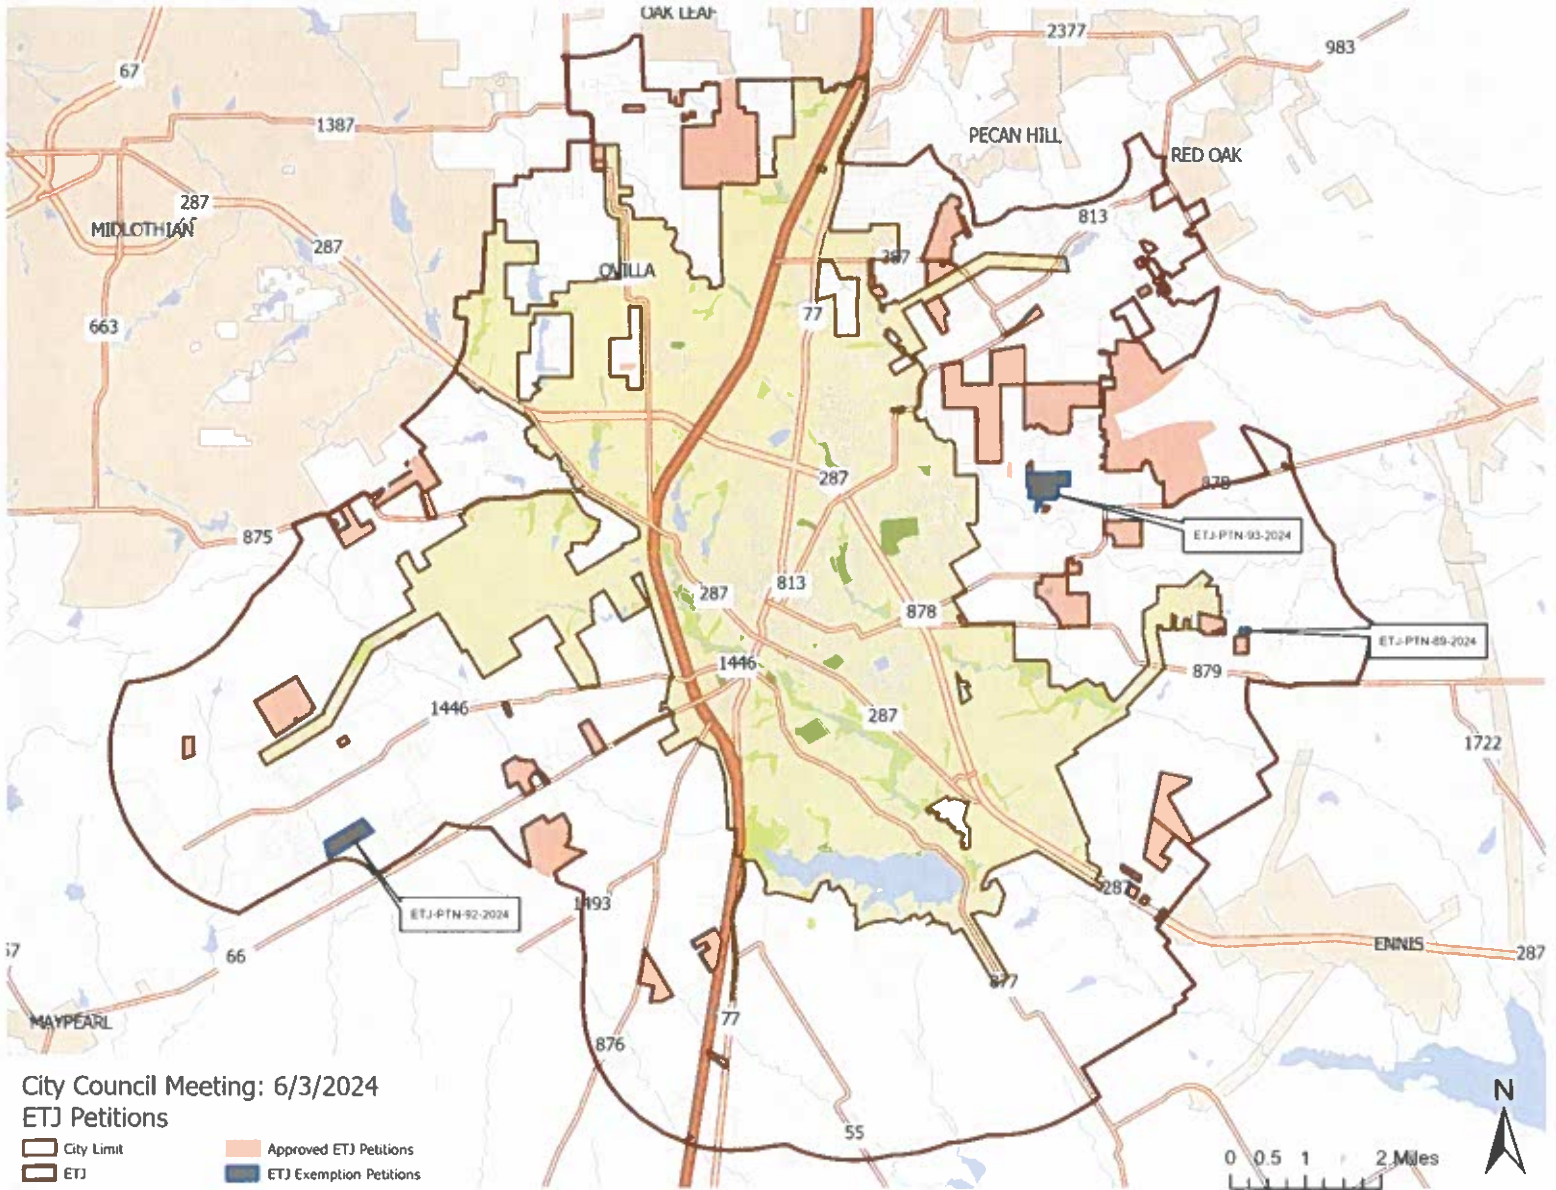 OAK LEAF
2377
983
67
1387
PECAN HILL
RED OAK
287
MIDLOTHIAN
813
287
287
OVILLA
77
663
287
878
875
ETJ-PTN-93-2024
287
813
878
1446
ETJ-PTN-89-2024
879
1446
287
1722
287
ETJ-PTN-92-2024
1493
66
ENNIS
287
877
MAYPEARL
77
876
55
City Council Meeting: 6/3/2024
ETJ Petitions
City Limit
Approved ETJ Petitions
ETJ
ETJ Exemption Petitions
N
0 0.5 1 2 Miles